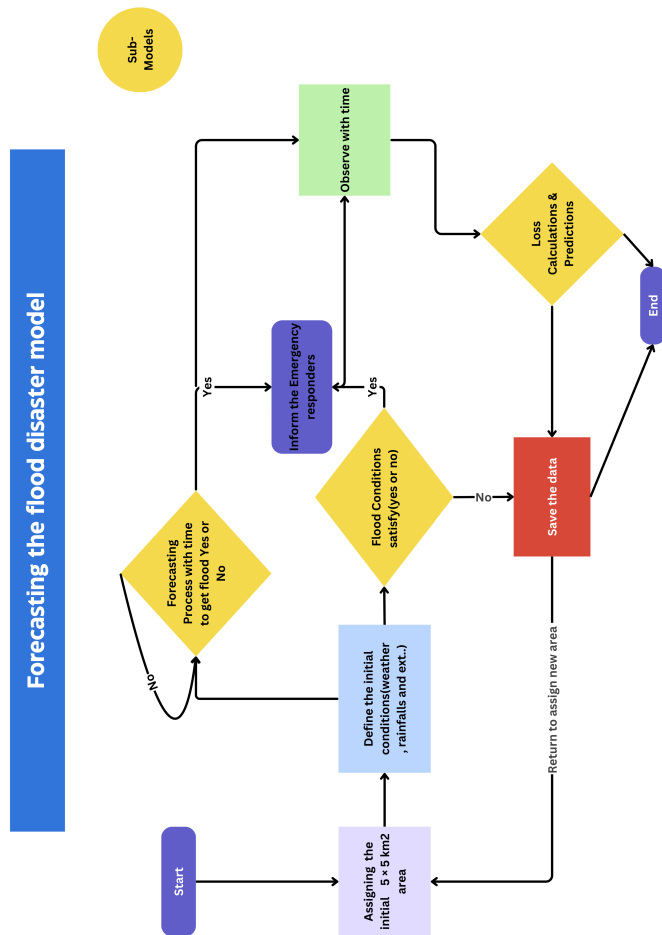 Forecasting the flood disaster model
Sub-
Models
Start
Assigning the
initial 5 × 5 km2
area
Define the initial
conditions(weather
, rainfalls and ext..)
Forecasting
Process with time
to get flood Yes or
No
No
Yes
Flood Conditions
satisfy(yes or no)
Yes
No
Inform the Emergency
responders
Observe with time
Loss
Calculations &
Predictions
Save the data
Return to assign new area
End